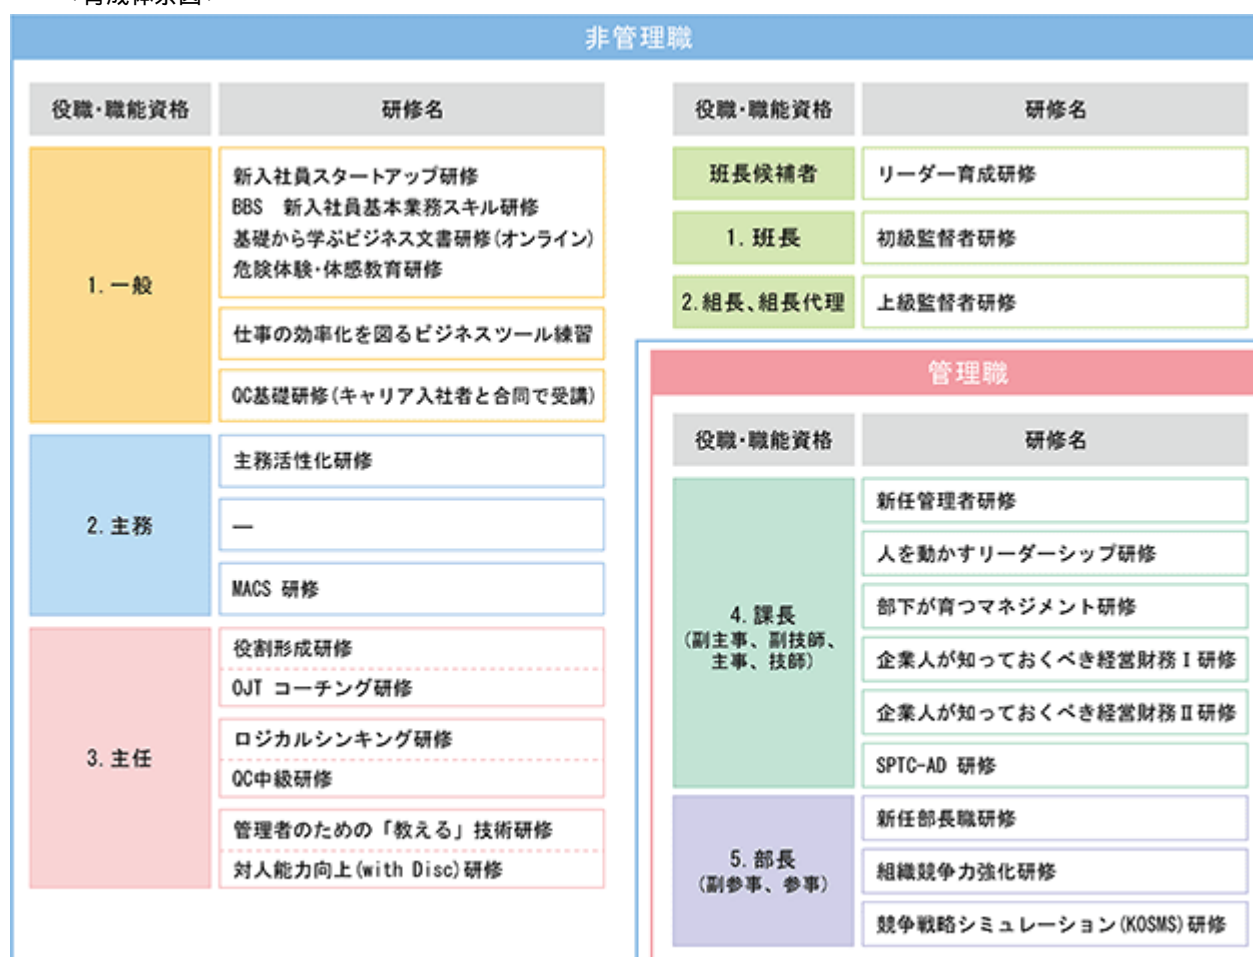 <育成体系図>
非管理職
役職・職能資格
研修名
1. 一般
新入社員スタートアップ研修
BBS 新入社員基本業務スキル研修
基礎から学ぶビジネス文書研修(オンライン)
危険体験・体感教育研修
仕事の効率化を図るビジネスツール練習
QC基礎研修(キャリア入社者と合同で受講)
2. 主務
主務活性化研修
—
MACS 研修
3. 主任
役割形成研修
OJT コーチング研修
ロジカルシンキング研修
QC中級研修
管理者のための「教える」技術研修
対人能力向上(with Disc)研修
役職・職能資格
研修名
班長候補者
リーダー育成研修
1. 班長
初級監督者研修
2. 組長、組長代理
上級監督者研修
管理職
役職・職能資格
研修名
4. 課長
(副主事、副技師、
主事、技師)
新任管理者研修
人を動かすリーダーシップ研修
部下が育つマネジメント研修
企業人が知っておくべき経営財務Ⅰ研修
企業人が知っておくべき経営財務Ⅱ研修
SPTC-AD 研修
5. 部長
(副参事、参事)
新任部長職研修
組織競争力強化研修
競争戦略シミュレーション(KOSMS)研修